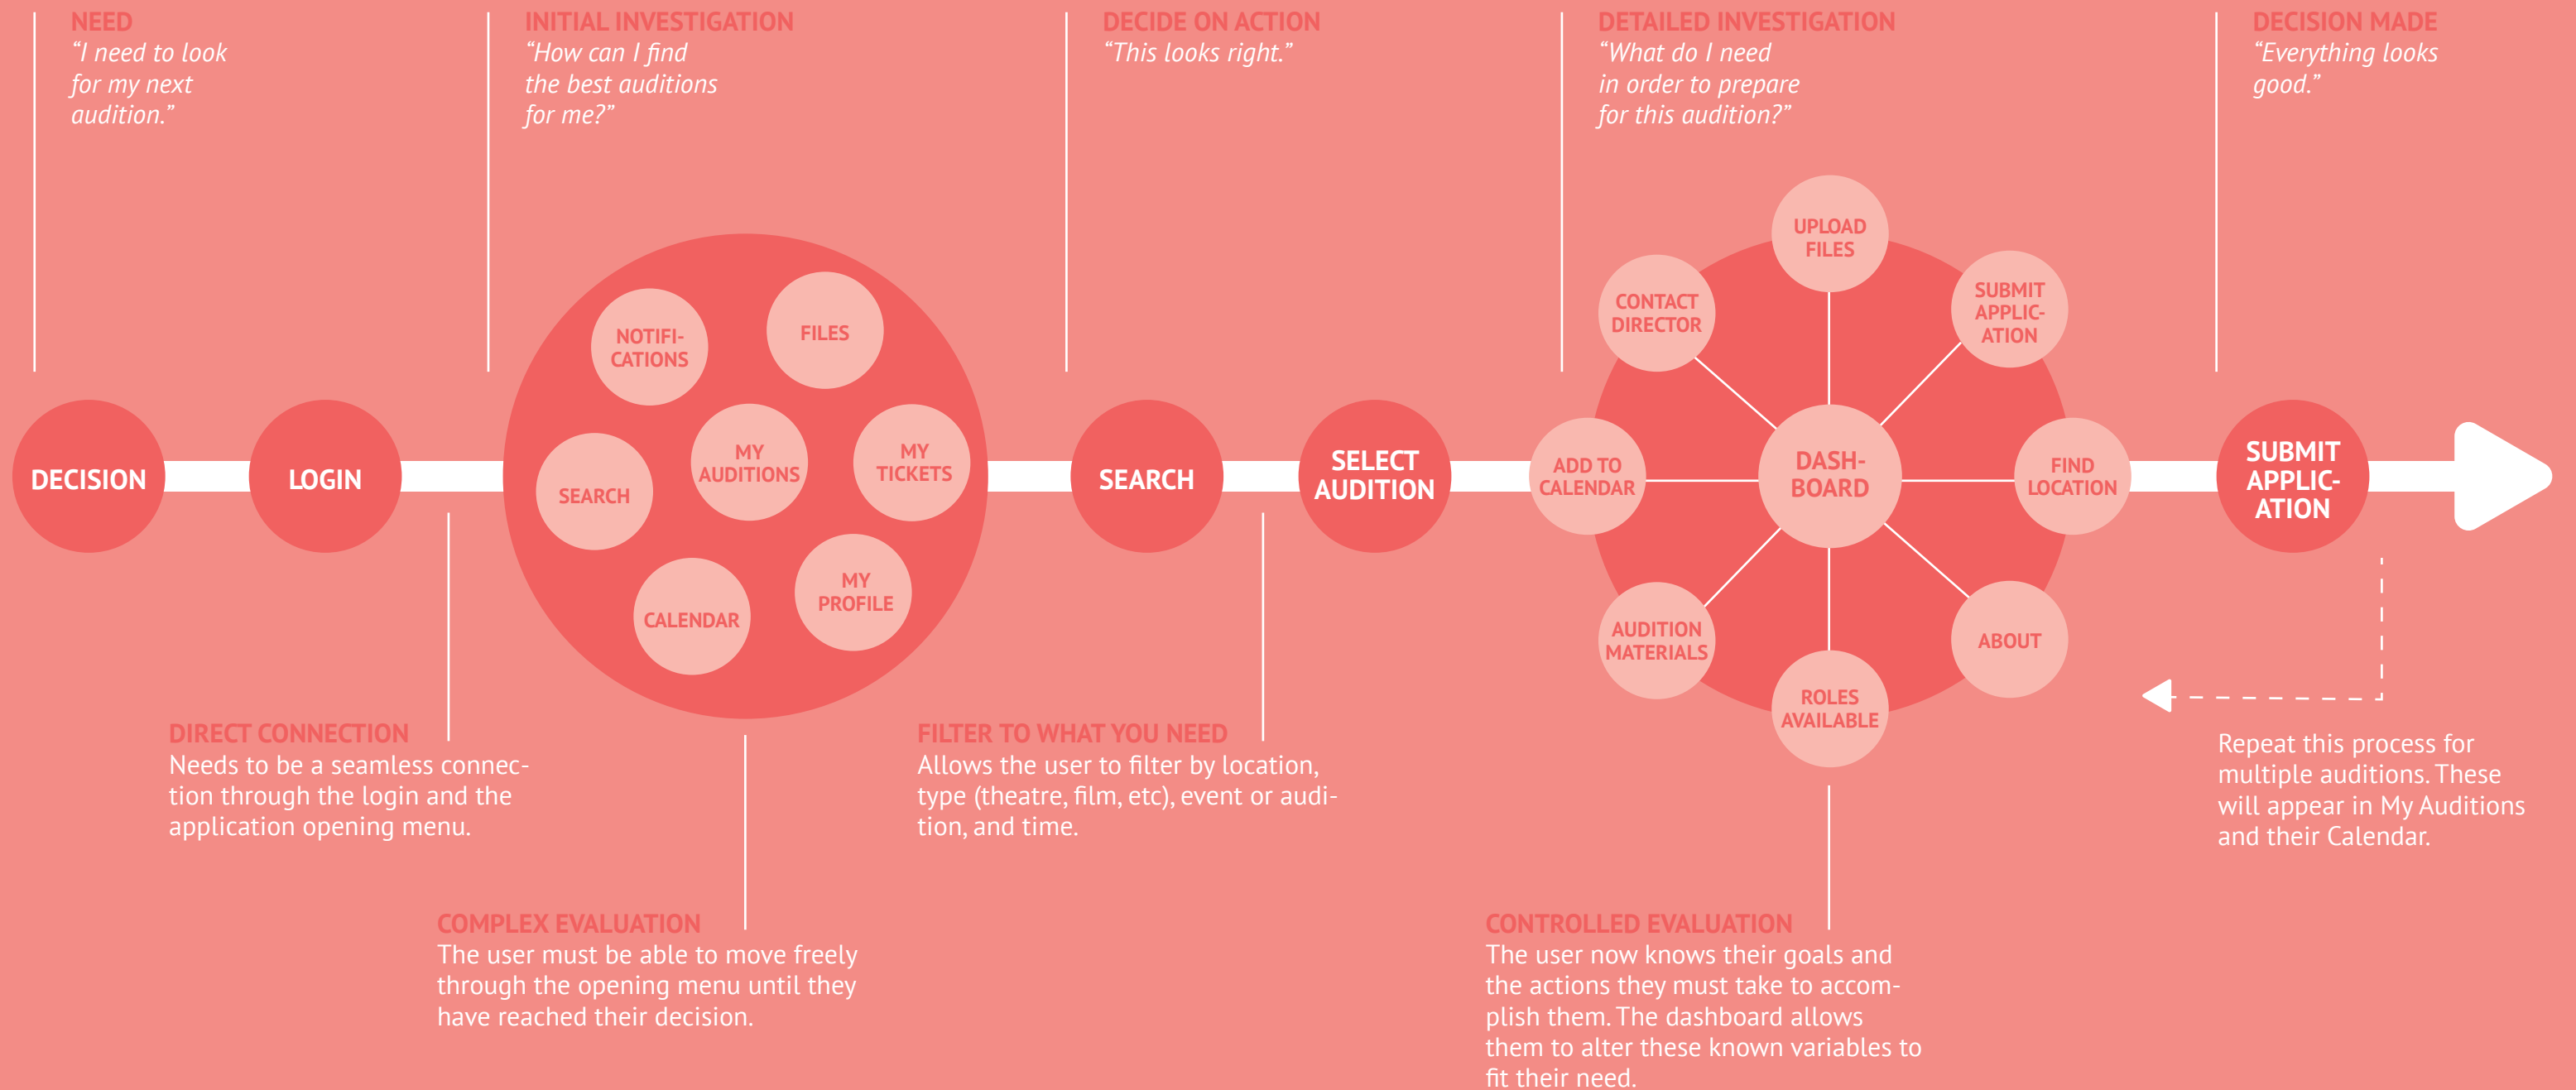 NEED
“I need to look
for my next
audition.”
INITIAL INVESTIGATION
“How can I find
the best auditions
for me?”
DECIDE ON ACTION
“This looks right.”
DETAILED INVESTIGATION
“What do I need
in order to prepare
for this audition?”
DECISION MADE
“Everything looks
good.”
DECISION
LOGIN
NOTIFI-
CATIONS
FILES
SEARCH
MY
AUDITIONS
MY
TICKETS
CALENDAR
MY
PROFILE
SEARCH
SELECT
AUDITION
UPLOAD
FILES
CONTACT
DIRECTOR
SUBMIT
APPLIC-
ATION
ADD TO
CALENDAR
DASH-
BOARD
FIND
LOCATION
AUDITION
MATERIALS
ABOUT
ROLES
AVAILABLE
SUBMIT
APPLIC-
ATION
DIRECT CONNECTION
Needs to be a seamless connec-
tion through the login and the
application opening menu.
COMPLEX EVALUATION
The user must be able to move freely
through the opening menu until they
have reached their decision.
FILTER TO WHAT YOU NEED
Allows the user to filter by location,
type (theatre, film, etc), event or audi-
tion, and time.
CONTROLLED EVALUATION
The user now knows their goals and
the actions they must take to accom-
plish them. The dashboard allows
them to alter these known variables to
fit their need.
Repeat this process for
multiple auditions. These
will appear in My Auditions
and their Calendar.